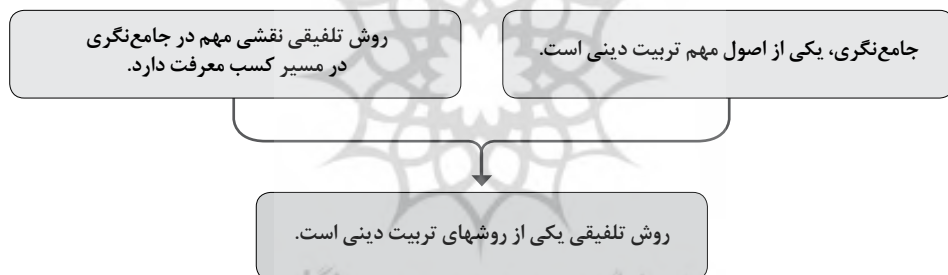 جامع‌نگری، یکی از اصول مهم تربیت دینی است.
روش تلفیقی نقشی مهم در جامع‌نگری
در مسیر کسب معرفت دارد.
روش تلفیقی یکی از روشهای تربیت دینی است.